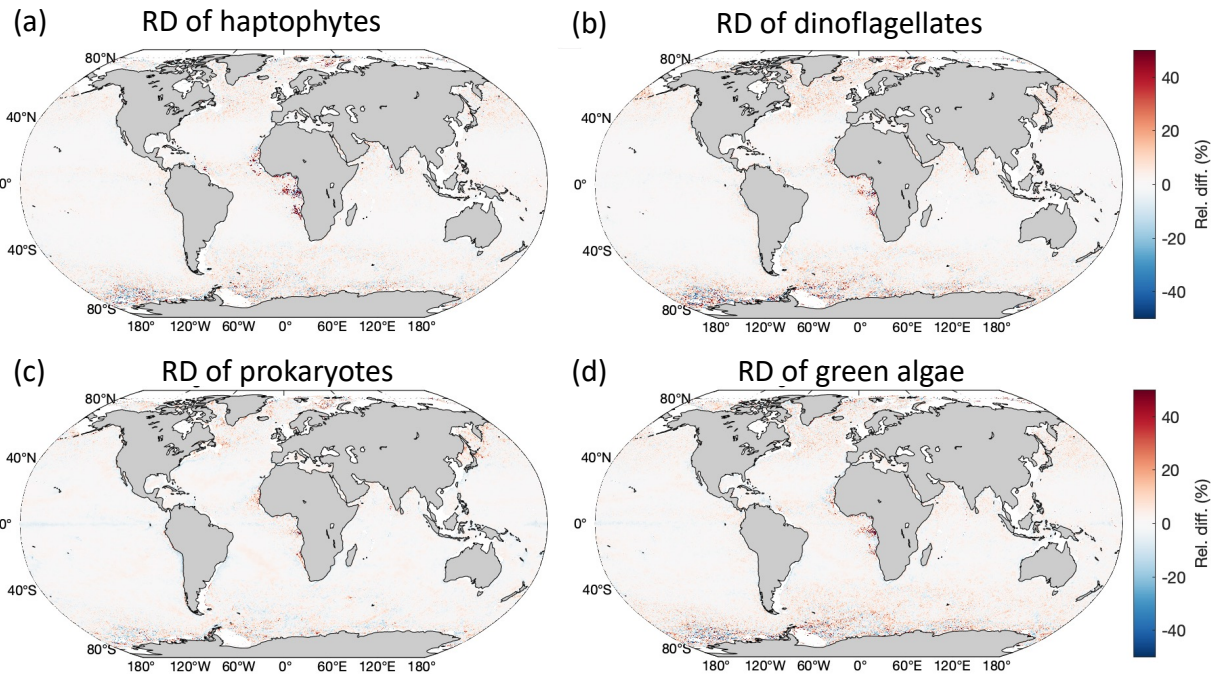 (a) RD of haptophytes
(b) RD of dinoflagellates
80°N
40°N
0°
40°S
80°S
180° 120°W 60°W 0° 60°E 120°E 180°
80°N
40°N
0°
40°S
80°S
180° 120°W 60°W 0° 60°E 120°E 180°
40
20
0
-20
-40
Rel. diff. (%)
(c) RD of prokaryotes
(d) RD of green algae
80°N
40°N
0°
40°S
80°S
180° 120°W 60°W 0° 60°E 120°E 180°
80°N
40°N
0°
40°S
80°S
180° 120°W 60°W 0° 60°E 120°E 180°
40
20
0
-20
-40
Rel. diff. (%)